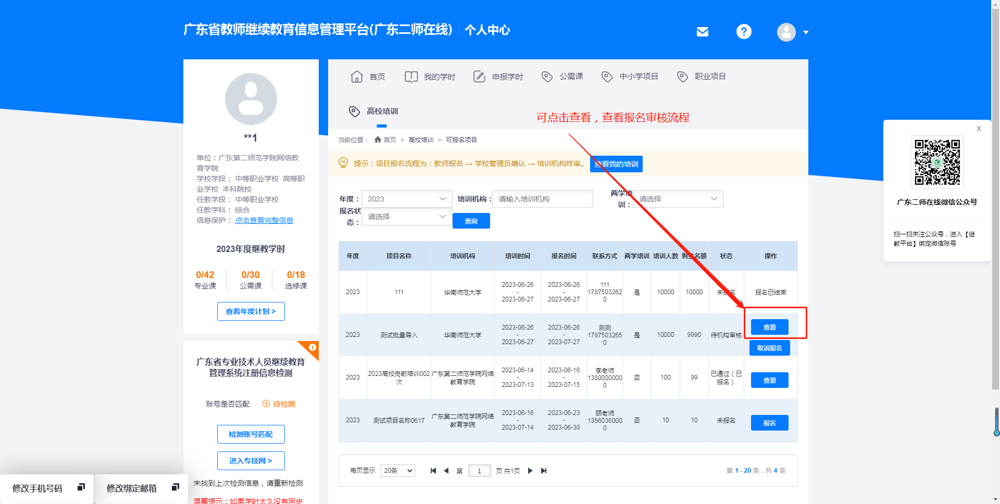 广东省教师继续教育信息管理平台(广东二师在线) 个人中心
**1
单位：广东第二师范学院网络教
育学院
学校学段： 中等职业学校 高等职
业学校 本科院校
任教学段： 中等职业学校
任教学科： 综合
信息保护： 点击查看完整信息
2023年度继教学时
0/42 0/30 0/18
专业课 公需课 选修课
查看年度计划 >
广东省专业技术人员继续教育
管理系统注册信息检测
账号是否匹配 待检测
检测账号匹配
进入专技网 >
未找到上次检测信息，请重新检测
温馨提示：如果学时太久没有同步
修改手机号码 修改绑定邮箱
首页 我的学时 申报学时 公需课 中小学项目 职业项目
高校培训
可点击查看，查看报名审核流程
当前位置： 首页 > 高校培训 > 可报名项目
提示：项目报名流程为：教师报名 → 学校管理员确认 → 培训机构终审。 查看我的培训
年度： 2023 培训机构： 请输入培训机构 两学培训： 请选择
报名状态： 请选择 查询
年度 项目名称 培训机构 培训时间 报名时间 联系方式 两学培训 培训人数 剩余名额 状态 操作
2023 111 华南师范大学 2023-06-26 - 2023-06-27 2023-06-26 - 2023-06-27 111 17875032620 是 10000 10000 未报名 报名已结束
2023 测试批量导入 华南师范大学 2023-06-26 - 2023-06-27 2023-06-26 - 2023-07-27 测测 17875032650 是 10000 9990 待机构审核 查看 取消报名
2023 2023高校岗前培训002次 广东第二师范学院网络教育学院 2023-06-14 - 2023-07-13 2023-06-16 - 2023-07-15 李老师 13800000000 否 100 99 已通过（已报名） 查看
2023 测试项目名称0617 广东第二师范学院网络教育学院 2023-06-16 - 2023-07-14 2023-06-23 - 2023-06-30 顾老师 13560360000 否 10 10 未报名 报名
每页显示 20条 第 1 页 共1页 第 1 - 20 条，共 4 条
X
广东二师在线微信公众号
扫一扫关注公众号，进入【继
教平台】绑定微信账号